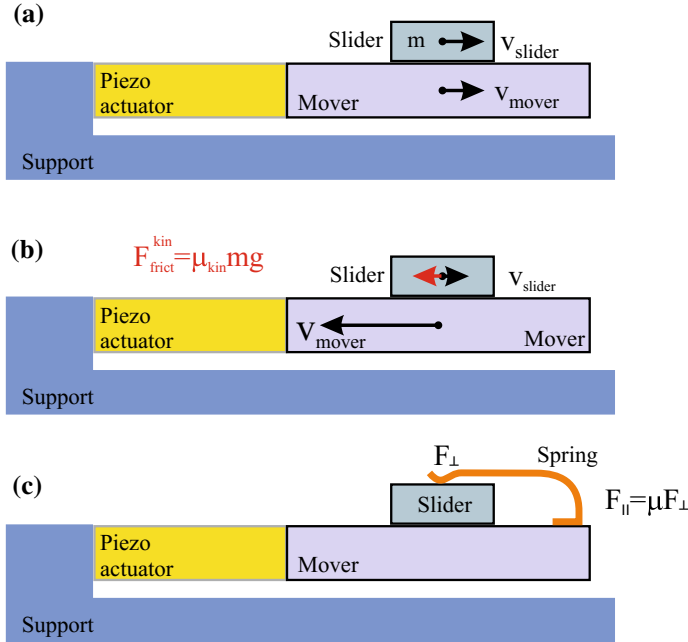 (a)
Slider
m
v_slider
Piezo
actuator
Mover
v_mover
Support
(b)
F_frict^kin=μ_kin mg
Slider
v_slider
Piezo
actuator
v_mover
Mover
Support
(c)
F_⊥
Spring
Slider
F_||=μF_⊥
Piezo
actuator
Mover
Support